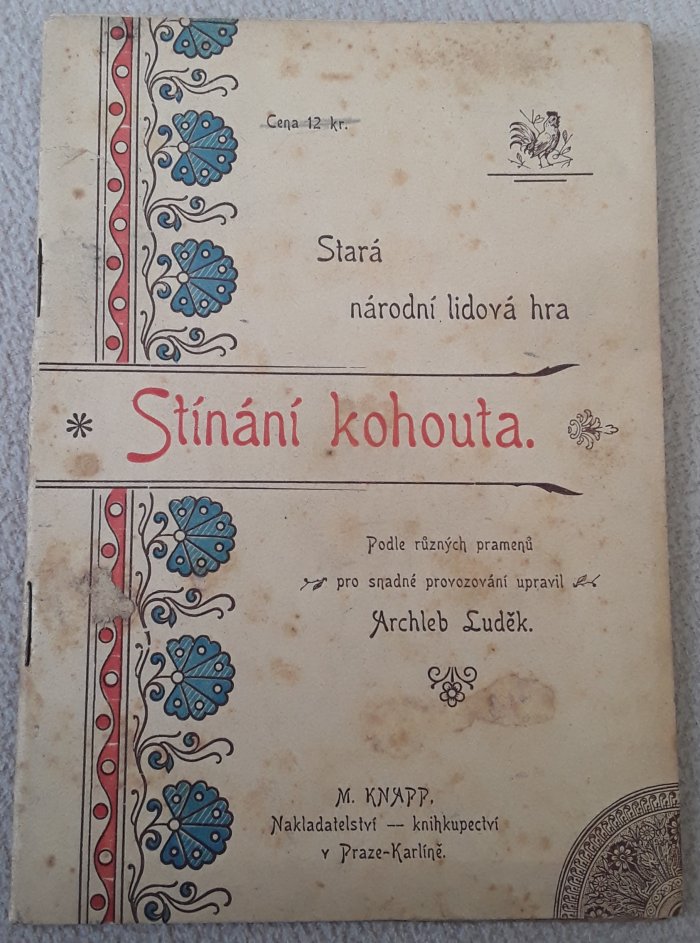 Cena 12 kr.
Stará
národní lidová hra
Stínání kohouta.
Podle různých pramenů
pro snadné provozování upravil
Archleb Luděk.
M. KNAPP,
Nakladatelství — knihkupectví
v Praze-Karlíně.